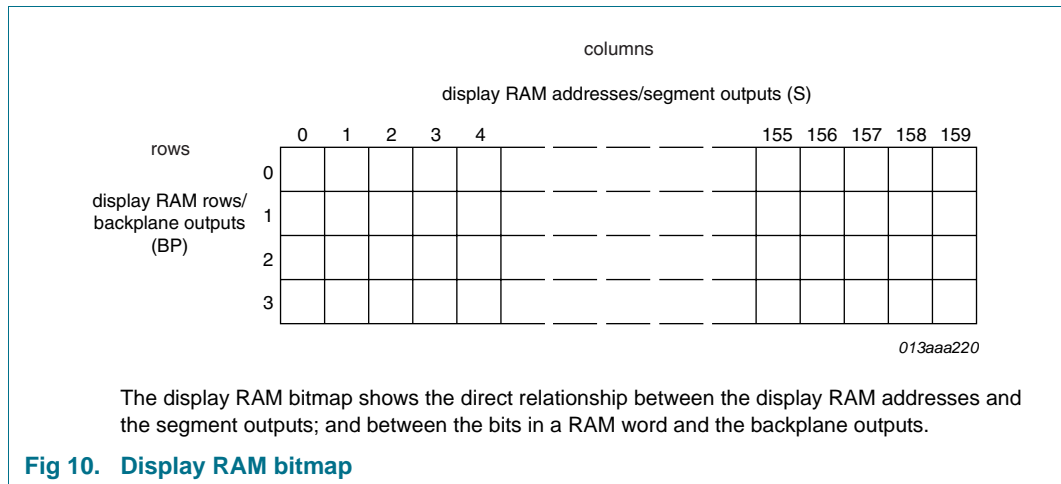 columns
display RAM addresses/segment outputs (S)
0 1 2 3 4 155 156 157 158 159
rows
0
display RAM rows/
backplane outputs
(BP)
1
2
3
013aaa220
The display RAM bitmap shows the direct relationship between the display RAM addresses and
the segment outputs; and between the bits in a RAM word and the backplane outputs.
Fig 10. Display RAM bitmap